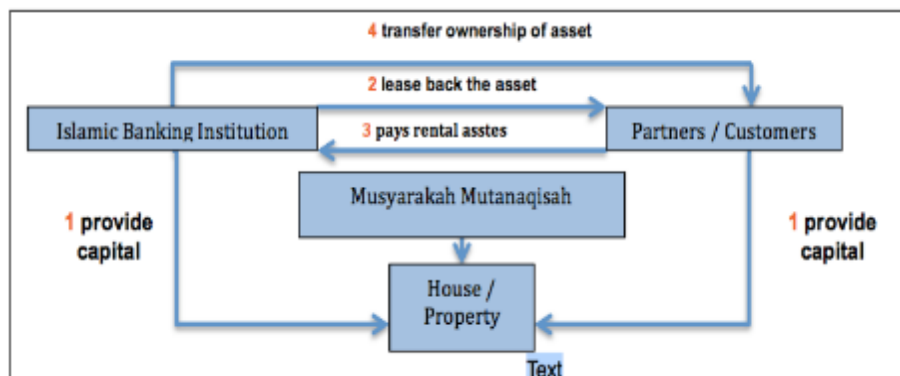 4 transfer ownership of asset
2 lease back the asset
Islamic Banking Institution
3 pays rental asstes
Partners / Customers
Musyarakah Mutanaqisah
1 provide
capital
1 provide
capital
House /
Property
Text